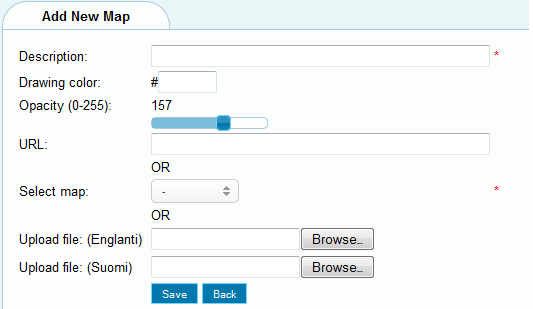 Add New Map
Description: *
Drawing color: #
Opacity (0-255): 157
URL:
OR
Select map: - *
OR
Upload file: (Englanti) Browse...
Upload file: (Suomi) Browse...
Save Back